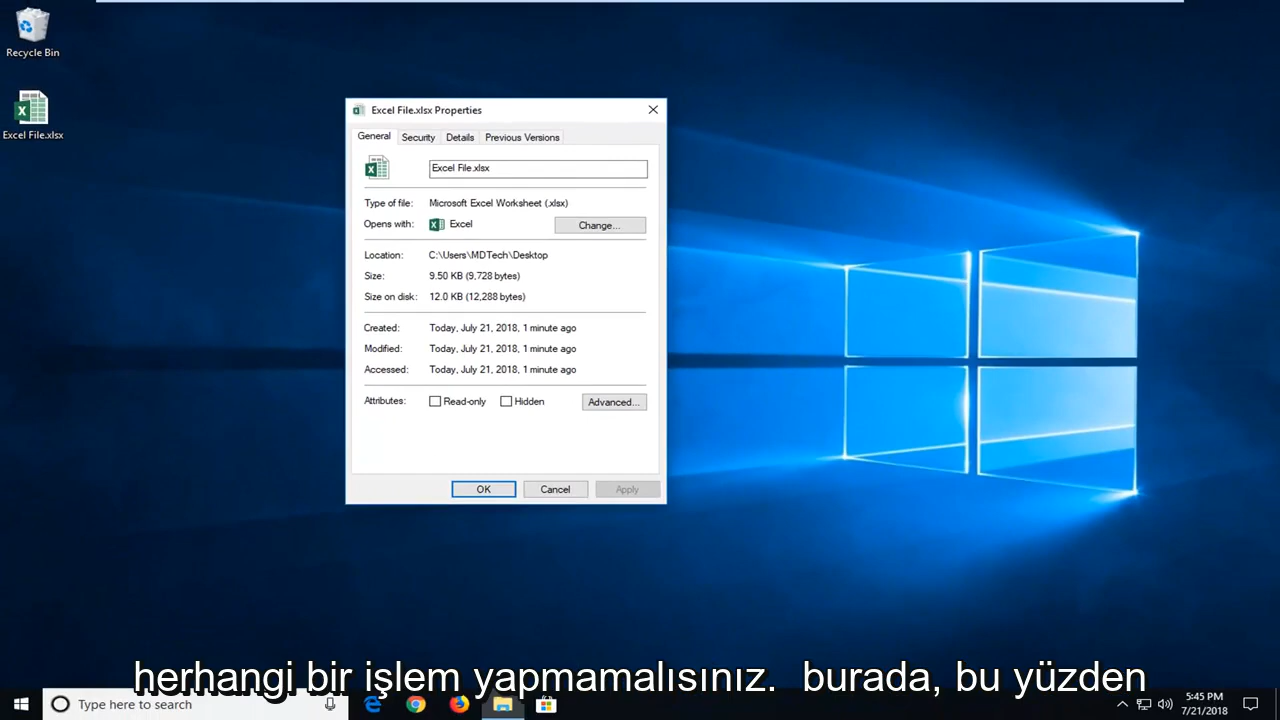 Recycle Bin
Excel File.xlsx
Excel File.xlsx Properties
General Security Details Previous Versions
Excel File.xlsx
Type of file: Microsoft Excel Worksheet (.xlsx)
Opens with: Excel Change...
Location: C:\Users\MDTech\Desktop
Size: 9.50 KB (9,728 bytes)
Size on disk: 12.0 KB (12,288 bytes)
Created: Today, July 21, 2018, 1 minute ago
Modified: Today, July 21, 2018, 1 minute ago
Accessed: Today, July 21, 2018, 1 minute ago
Attributes: Read-only Hidden Advanced...
OK Cancel Apply
herhangi bir işlem yapmamalısınız. burada, bu yüzden
Type here to search
5:45 PM
7/21/2018